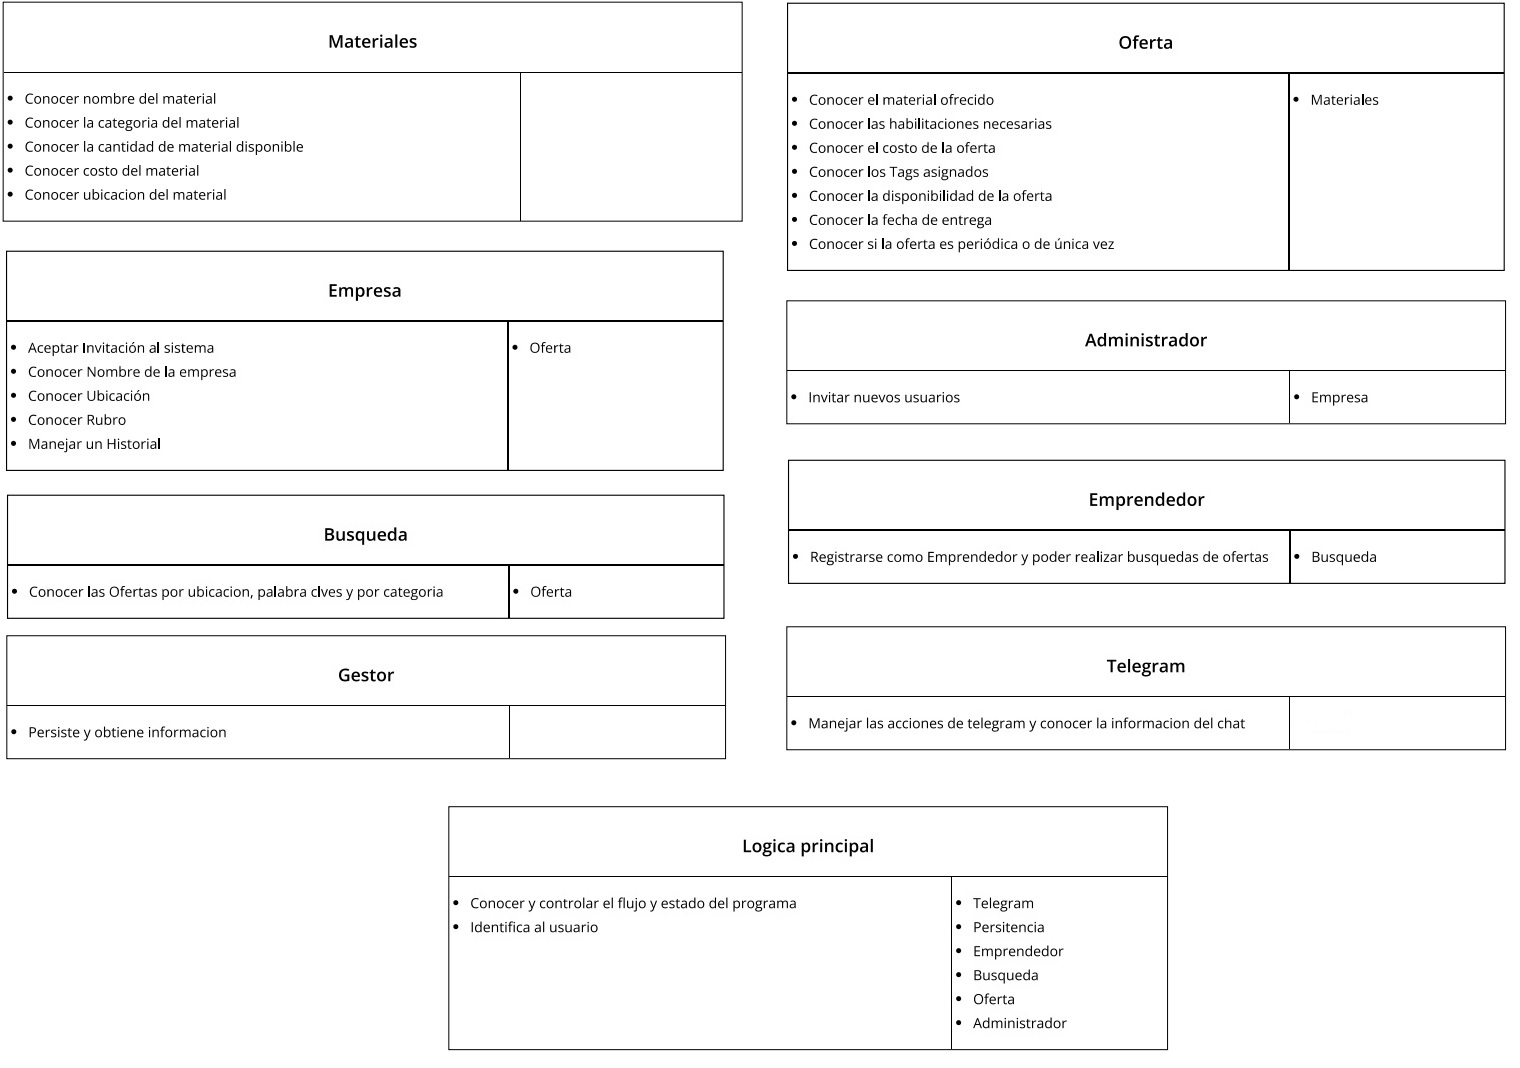 Materiales
Conocer nombre del material
Conocer la categoria del material
Conocer la cantidad de material disponible
Conocer costo del material
Conocer ubicacion del material
Oferta
Conocer el material ofrecido
Conocer las habilitaciones necesarias
Conocer el costo de la oferta
Conocer los Tags asignados
Conocer la disponibilidad de la oferta
Conocer la fecha de entrega
Conocer si la oferta es periódica o de única vez
Materiales
Empresa
Aceptar Invitación al sistema
Conocer Nombre de la empresa
Conocer Ubicación
Conocer Rubro
Manejar un Historial
Oferta
Administrador
Invitar nuevos usuarios
Empresa
Busqueda
Conocer las Ofertas por ubicacion, palabra clves y por categoria
Oferta
Emprendedor
Registrarse como Emprendedor y poder realizar busquedas de ofertas
Busqueda
Gestor
Persiste y obtiene informacion
Telegram
Manejar las acciones de telegram y conocer la informacion del chat
Logica principal
Conocer y controlar el flujo y estado del programa
Identifica al usuario
Telegram
Persitencia
Emprendedor
Busqueda
Oferta
Administrador